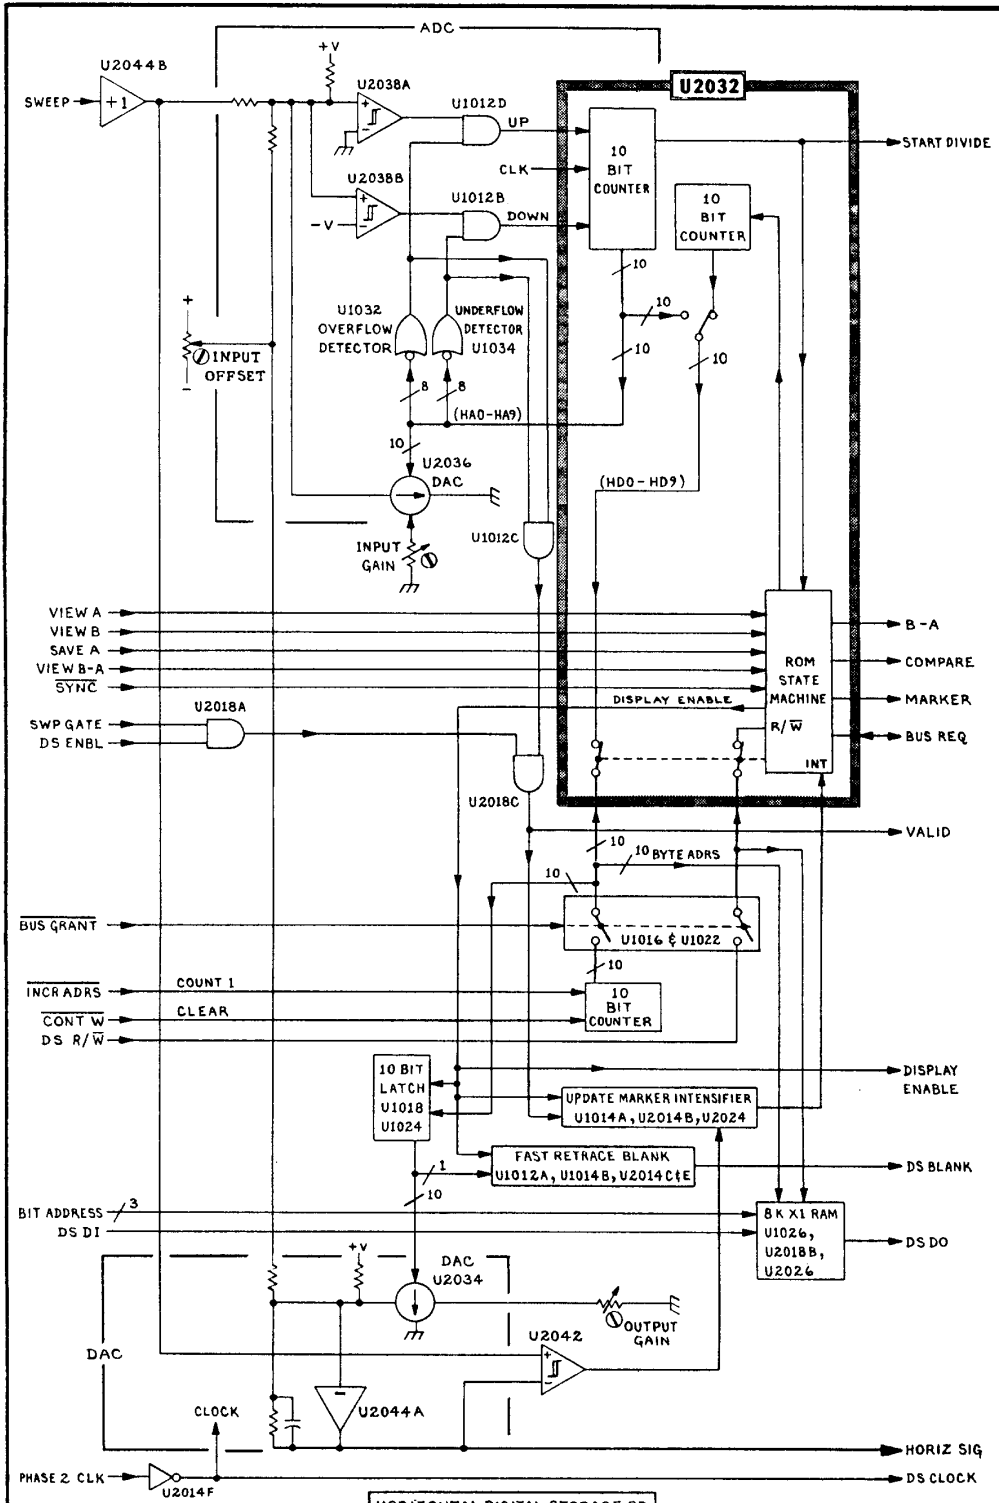 ADC
U2044B
+V
SWEEP
+1
U2038A
U1012D
UP
U2032
10
BIT
COUNTER
START DIVIDE
CLK
U2038B
-V
U1012B
DOWN
10
BIT
COUNTER
10
10
10
10
+
-
INPUT
OFFSET
U1032
OVERFLOW
DETECTOR
UNDERFLOW
DETECTOR
U1034
8
8
(HA0-HA9)
10
U2036
DAC
(HD0-HD9)
INPUT
GAIN
U1012C
VIEW A
VIEW B
SAVE A
VIEW B-A
SYNC
ROM
STATE
MACHINE
R/W
INT
B-A
COMPARE
MARKER
BUS REQ
DISPLAY ENABLE
U2018A
SWP GATE
DS ENBL
U2018C
VALID
10
10 BYTE ADRS
10
BUS GRANT
U1016 & U1022
10
INCR ADRS
COUNT 1
10
BIT
COUNTER
CONT W
CLEAR
DS R/W
10 BIT
LATCH
U1018
U1024
DISPLAY
ENABLE
UPDATE MARKER INTENSIFIER
U1014A, U2014B, U2024
FAST RETRACE BLANK
U1012A, U1014B, U2014C&E
DS BLANK
1
10
BIT ADDRESS
3
DS DI
8K X1 RAM
U1026,
U2018B,
U2026
DS DO
+V
DAC
U2034
OUTPUT
GAIN
U2042
DAC
-
U2044A
CLOCK
HORIZ SIG
PHASE 2 CLK
U2014F
DS CLOCK
HORIZONTAL DIGITAL STORAGE BD